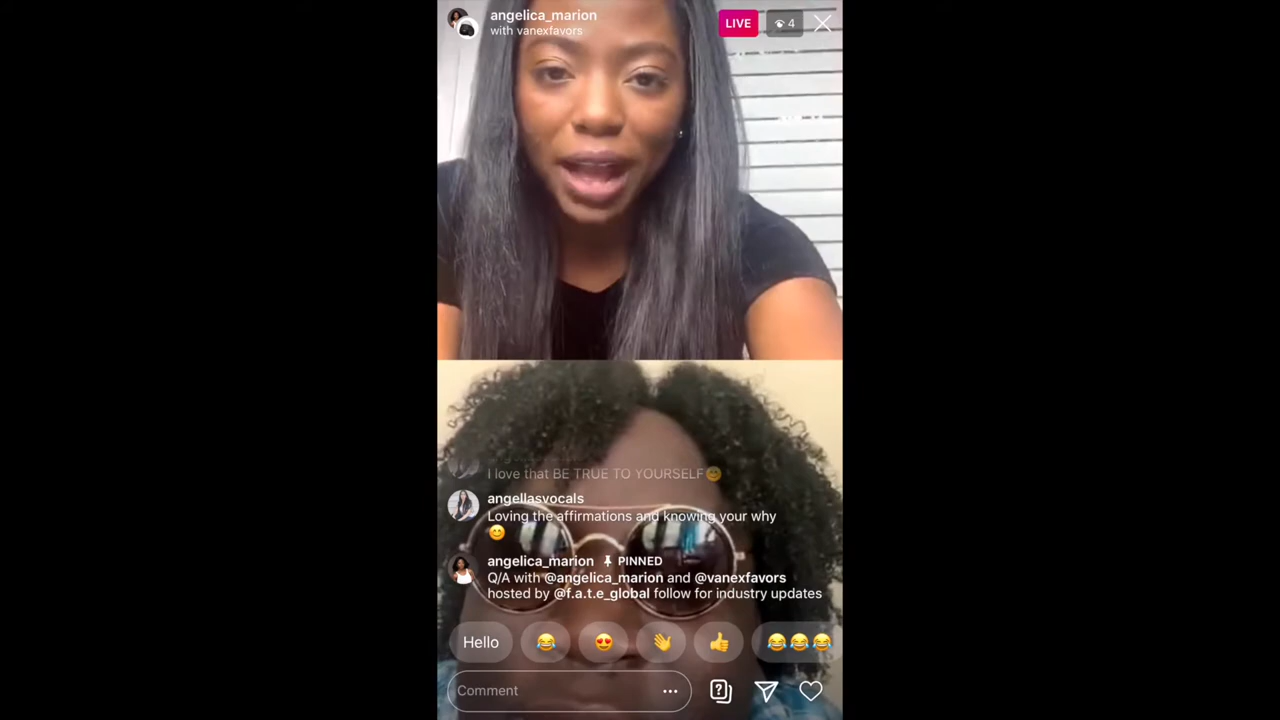 angelica_marion
with vanexfavors
LIVE
4
I love that BE TRUE TO YOURSELF😊
angellasvocals
Loving the affirmations and knowing your why
😊
angelica_marion PINNED
Q/A with @angelica_marion and @vanexfavors
hosted by @f.a.t.e_global follow for industry updates
Hello 😂 😍 👋 👍 😂😂😂
Comment